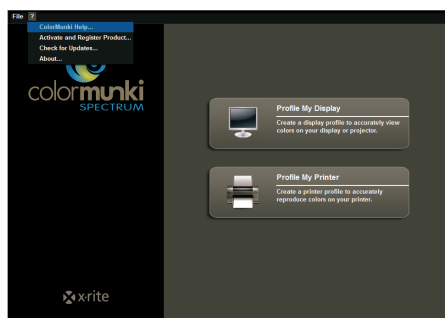 File ?
ColorMunki Help...
Activate and Register Product...
Check for Updates...
About...
colormunki
SPECTRUM
Profile My Display
Create a display profile to accurately view
colors on your display or projector.
Profile My Printer
Create a printer profile to accurately
reproduce colors on your printer.
x·rite